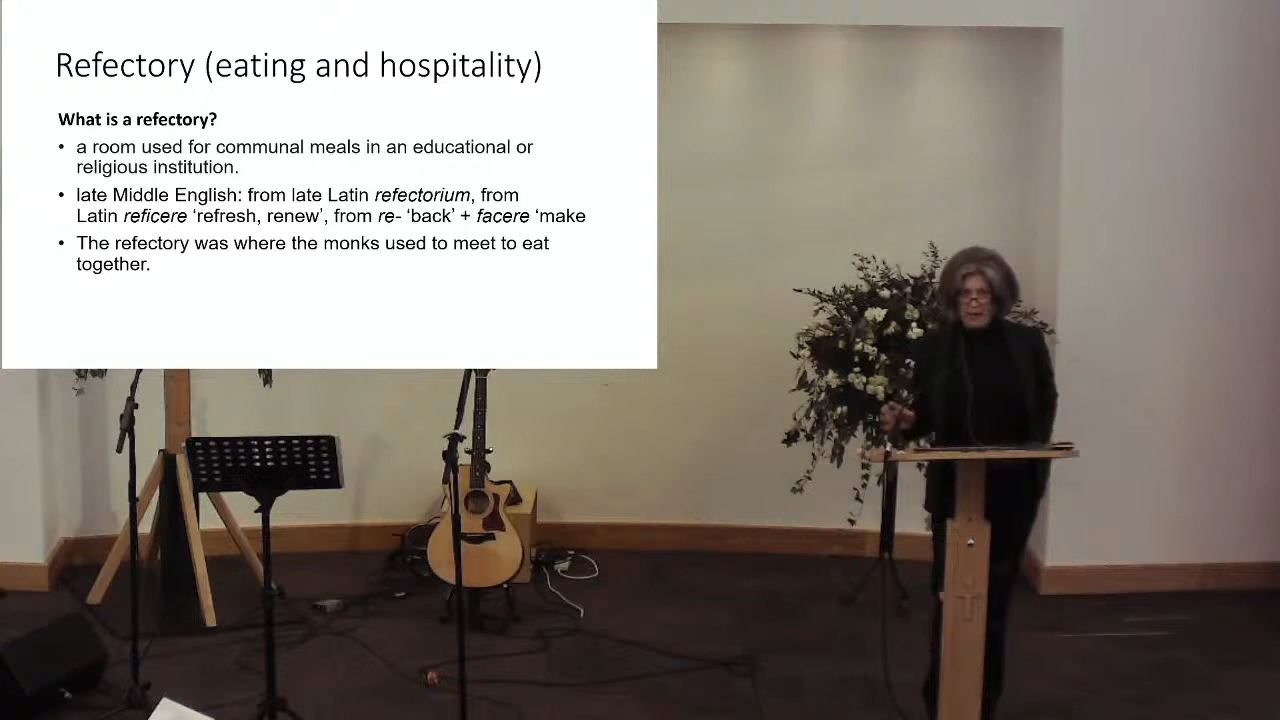 Refectory (eating and hospitality)
What is a refectory?
• a room used for communal meals in an educational or
religious institution.
• late Middle English: from late Latin refectorium, from
Latin reficere ‘refresh, renew’, from re- ‘back’ + facere ‘make
• The refectory was where the monks used to meet to eat
together.